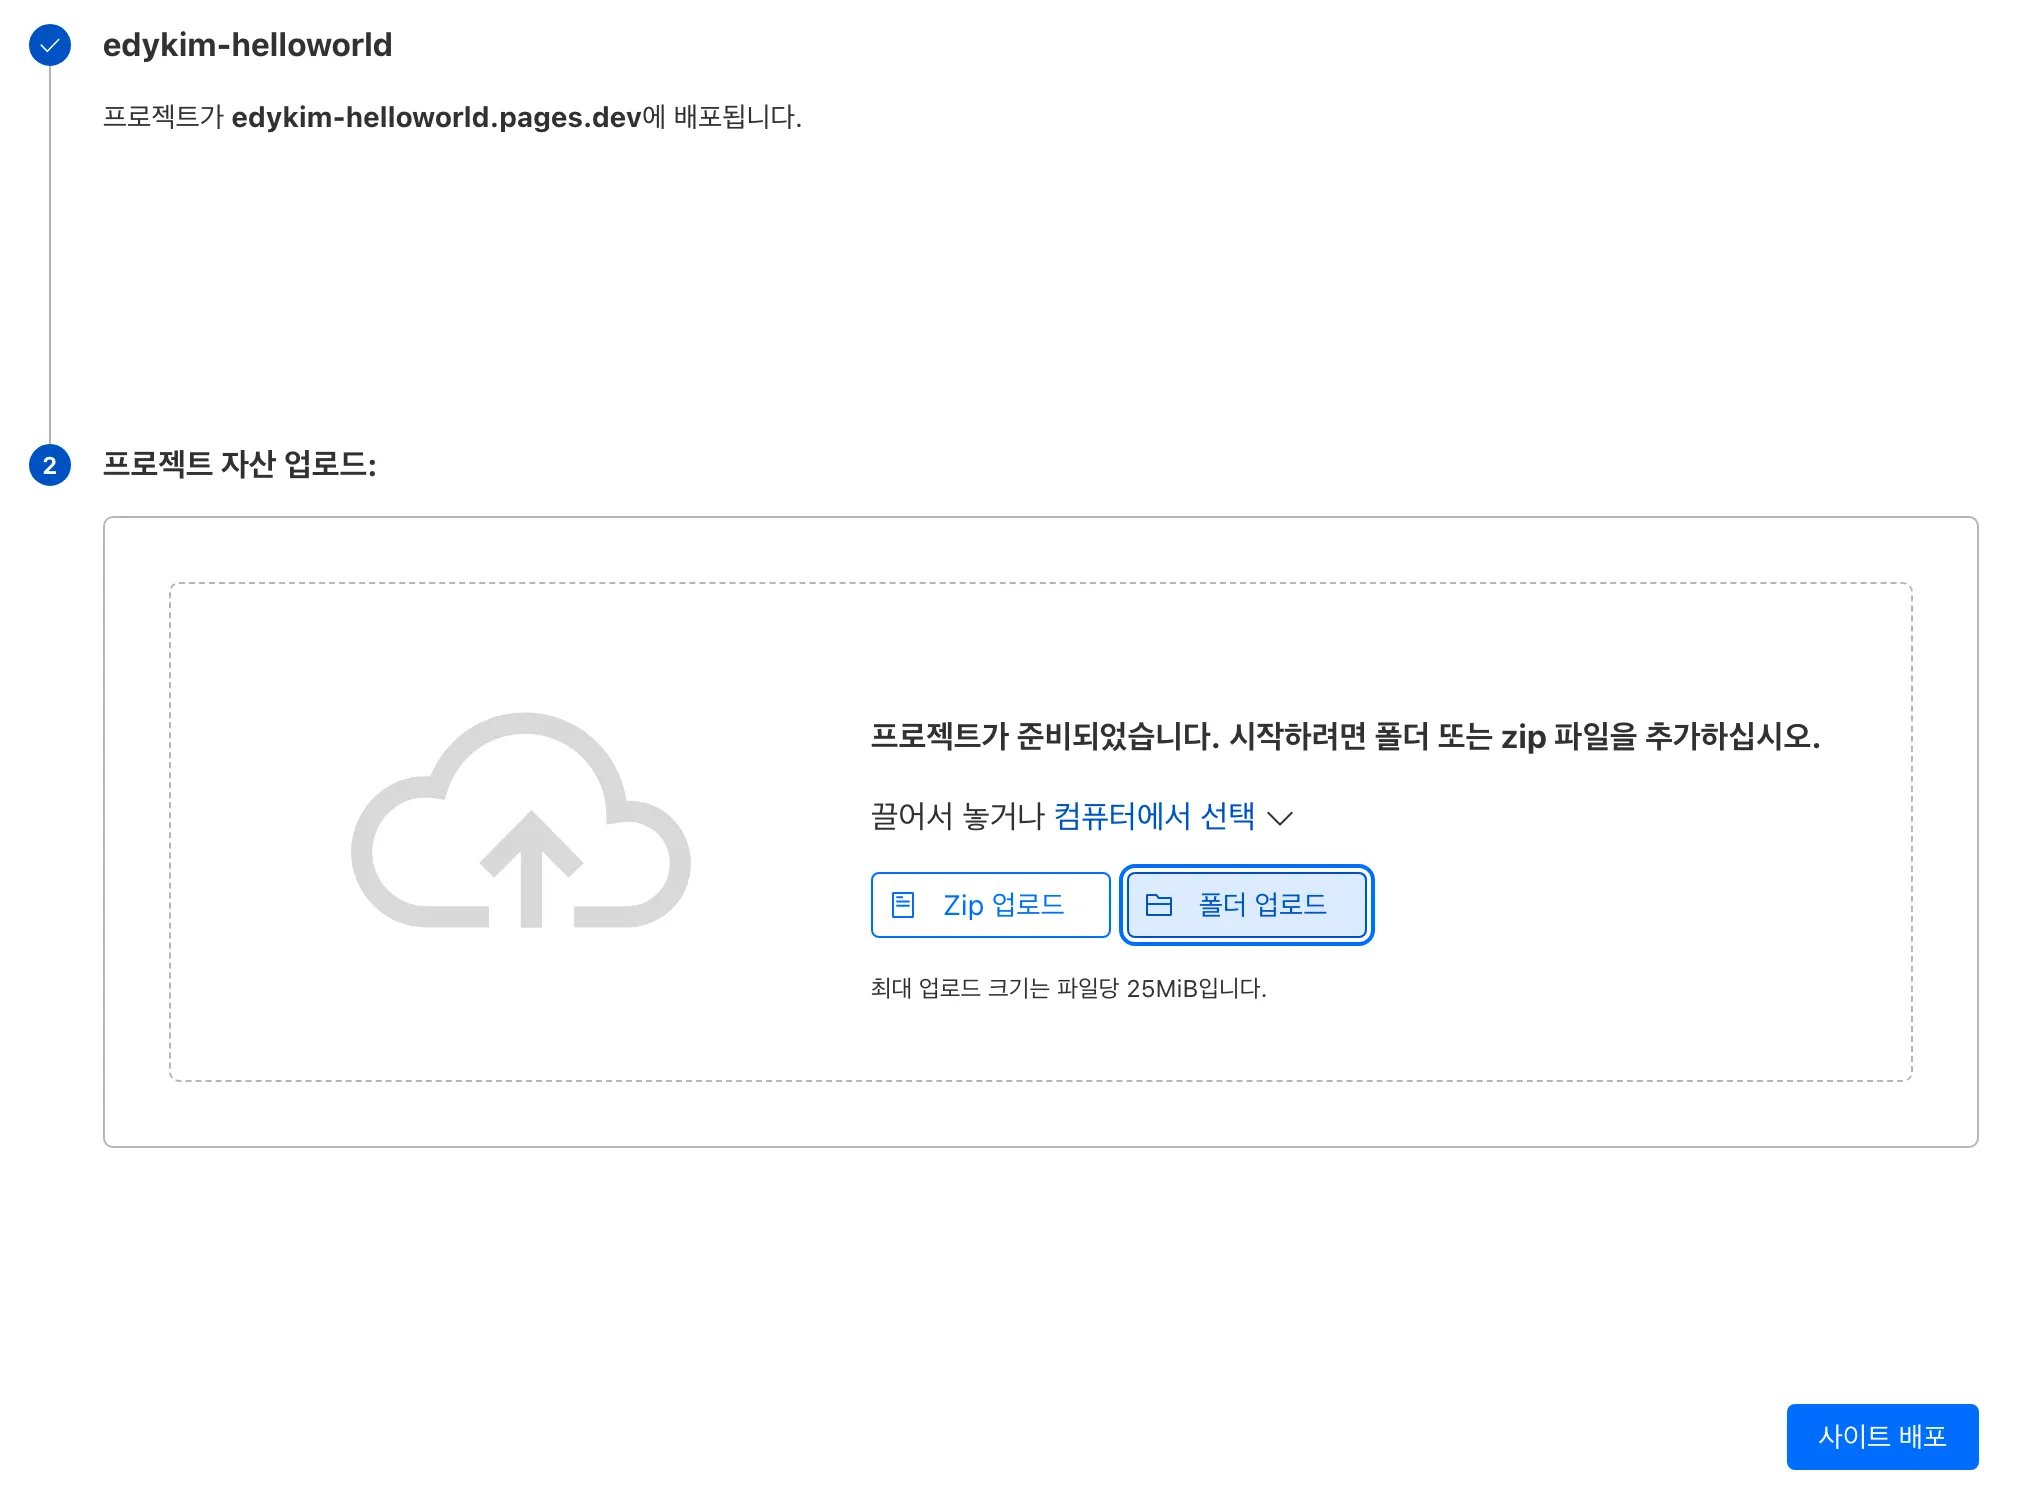 edykim-helloworld
프로젝트가 edykim-helloworld.pages.dev에 배포됩니다.
2 프로젝트 자산 업로드:
프로젝트가 준비되었습니다. 시작하려면 폴더 또는 zip 파일을 추가하십시오.
끌어서 놓거나 컴퓨터에서 선택
Zip 업로드 폴더 업로드
최대 업로드 크기는 파일당 25MiB입니다.
사이트 배포